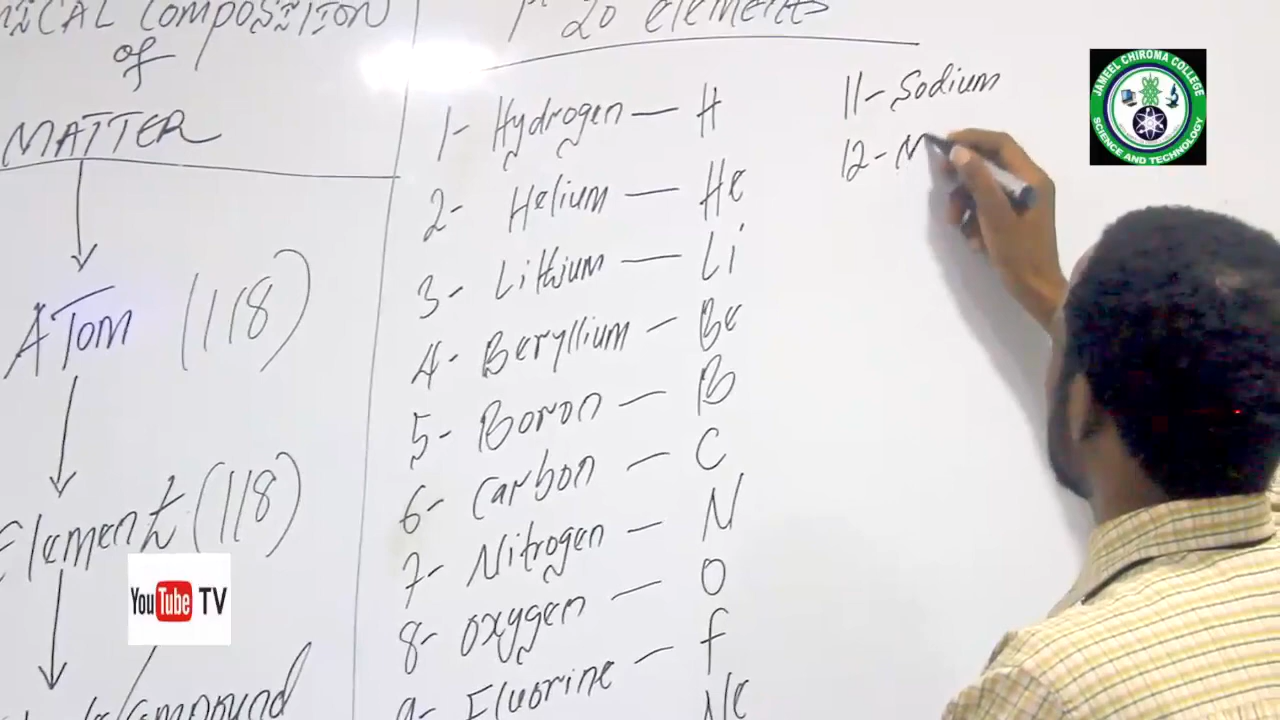 COMPOSITION
of
MATTER
ATOM (118)
Element (118)
20 elements
1- Hydrogen — H
2- Helium — He
3- Lithium — Li
4- Beryllium — Be
5- Boron — B
6- Carbon — C
7- Nitrogen — N
8- Oxygen — O
9- Fluorine — F
Ne
11- Sodium
12-
JAMEEL CHIROMA COLLEGE
SCIENCE AND TECHNOLOGY
YouTube TV